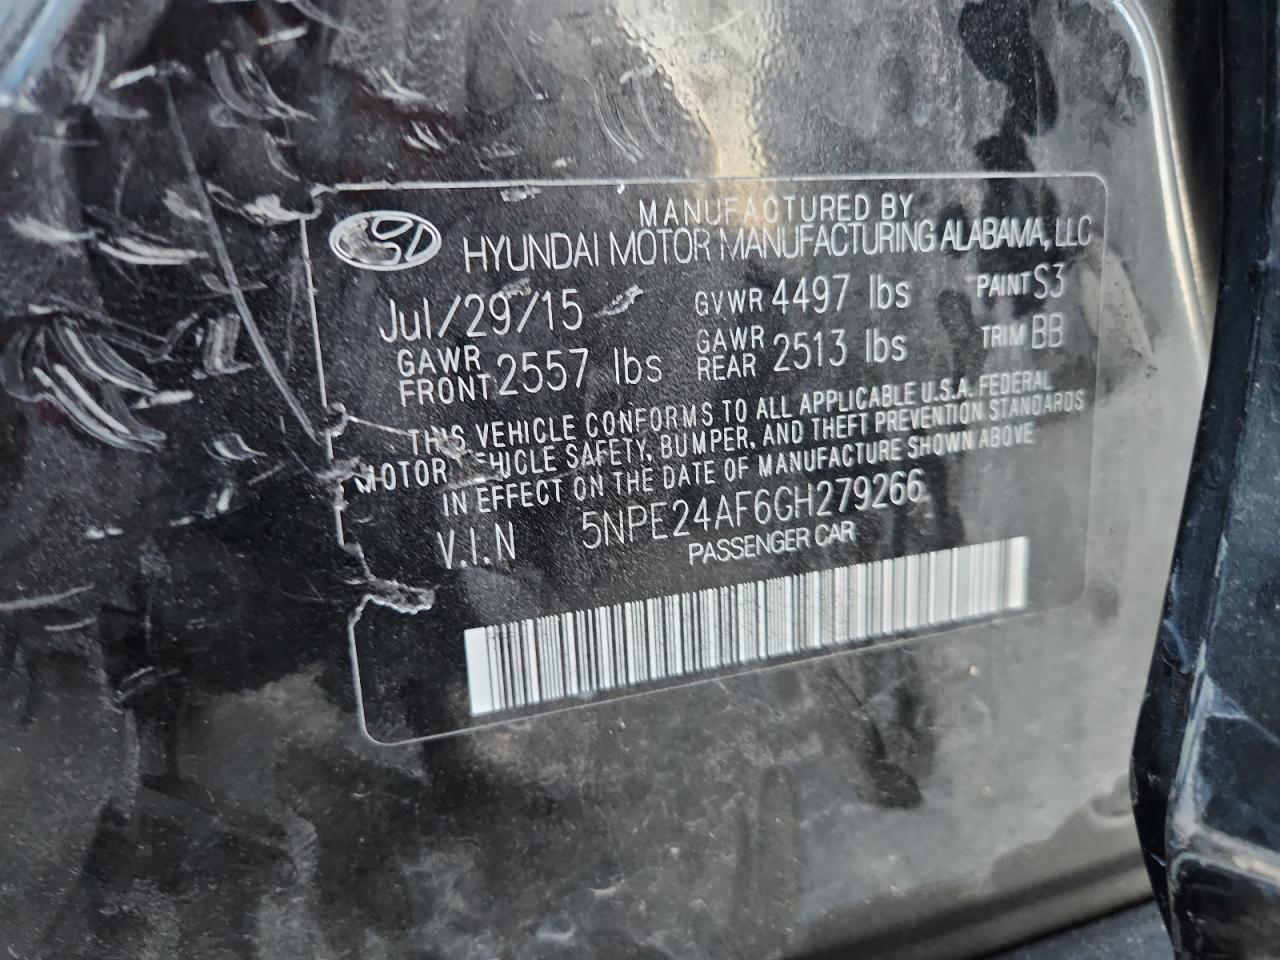 MANUFACTURED BY
HYUNDAI MOTOR MANUFACTURING ALABAMA, LLC
Jul/29/15 GVWR 4497 lbs PAINT S3
GAWR FRONT 2557 lbs GAWR REAR 2513 lbs TRIM BB
THIS VEHICLE CONFORMS TO ALL APPLICABLE U.S.A. FEDERAL
MOTOR VEHICLE SAFETY, BUMPER, AND THEFT PREVENTION STANDARDS
IN EFFECT ON THE DATE OF MANUFACTURE SHOWN ABOVE
V.I.N 5NPE24AF6GH279266
PASSENGER CAR